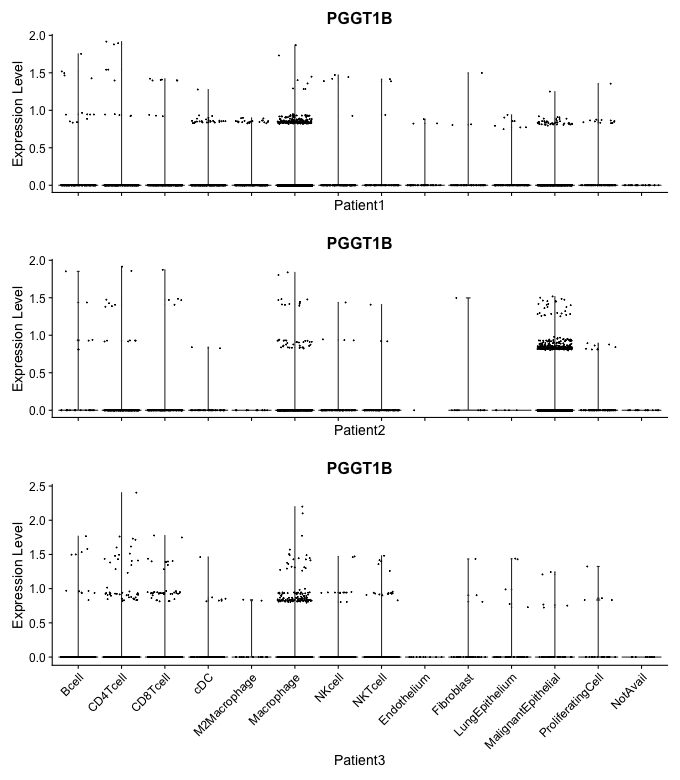 PGGT1B
Expression Level
2.0
1.5
1.0
0.5
0.0
Patient1
PGGT1B
Expression Level
2.0
1.5
1.0
0.5
0.0
Patient2
PGGT1B
Expression Level
2.5
2.0
1.5
1.0
0.5
0.0
Bcell
CD4Tcell
CD8Tcell
cDC
M2Macrophage
Macrophage
NKcell
NKTcell
Endothelium
Fibroblast
LungEpithelium
MalignantEpithelial
ProliferatingCell
NotAvail
Patient3